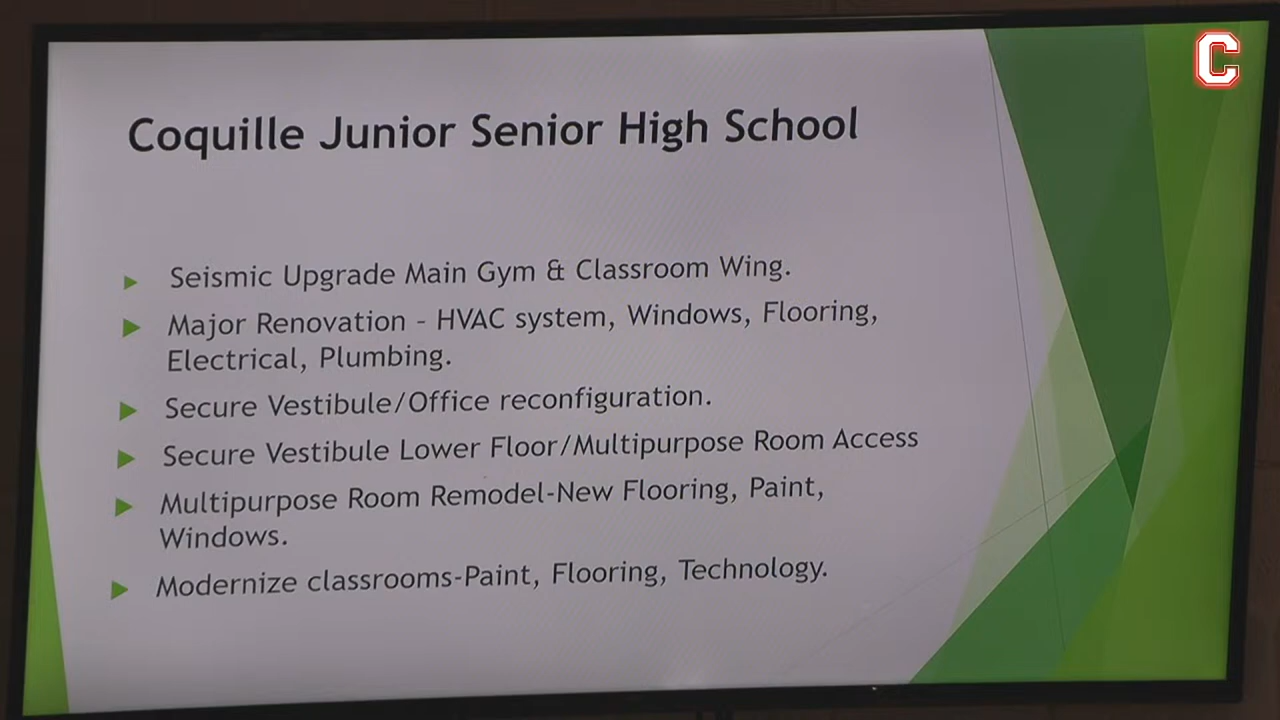 C
Coquille Junior Senior High School
Seismic Upgrade Main Gym & Classroom Wing.
Major Renovation - HVAC system, Windows, Flooring,
Electrical, Plumbing.
Secure Vestibule/Office reconfiguration.
Secure Vestibule Lower Floor/Multipurpose Room Access
Multipurpose Room Remodel-New Flooring, Paint,
Windows.
Modernize classrooms-Paint, Flooring, Technology.